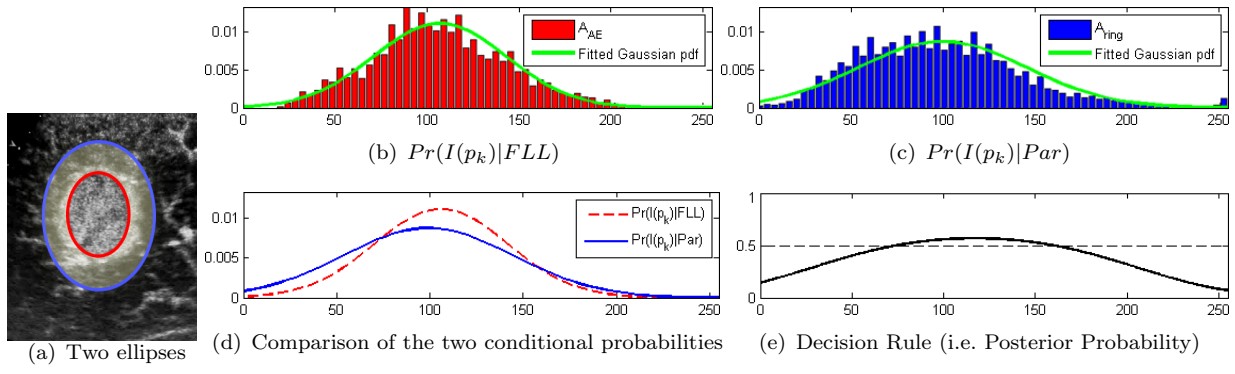 0.01
0.005
0
0 50 100 150 200 250
A_AE
Fitted Gaussian pdf
(b) Pr(I(p_k)|FLL)
0.01
0.005
0
0 50 100 150 200 250
A_ring
Fitted Gaussian pdf
(c) Pr(I(p_k)|Par)
(a) Two ellipses
0.01
0.005
0
0 50 100 150 200 250
Pr(I(p_k)|FLL)
Pr(I(p_k)|Par)
(d) Comparison of the two conditional probabilities
1
0.5
0
0 50 100 150 200 250
(e) Decision Rule (i.e. Posterior Probability)